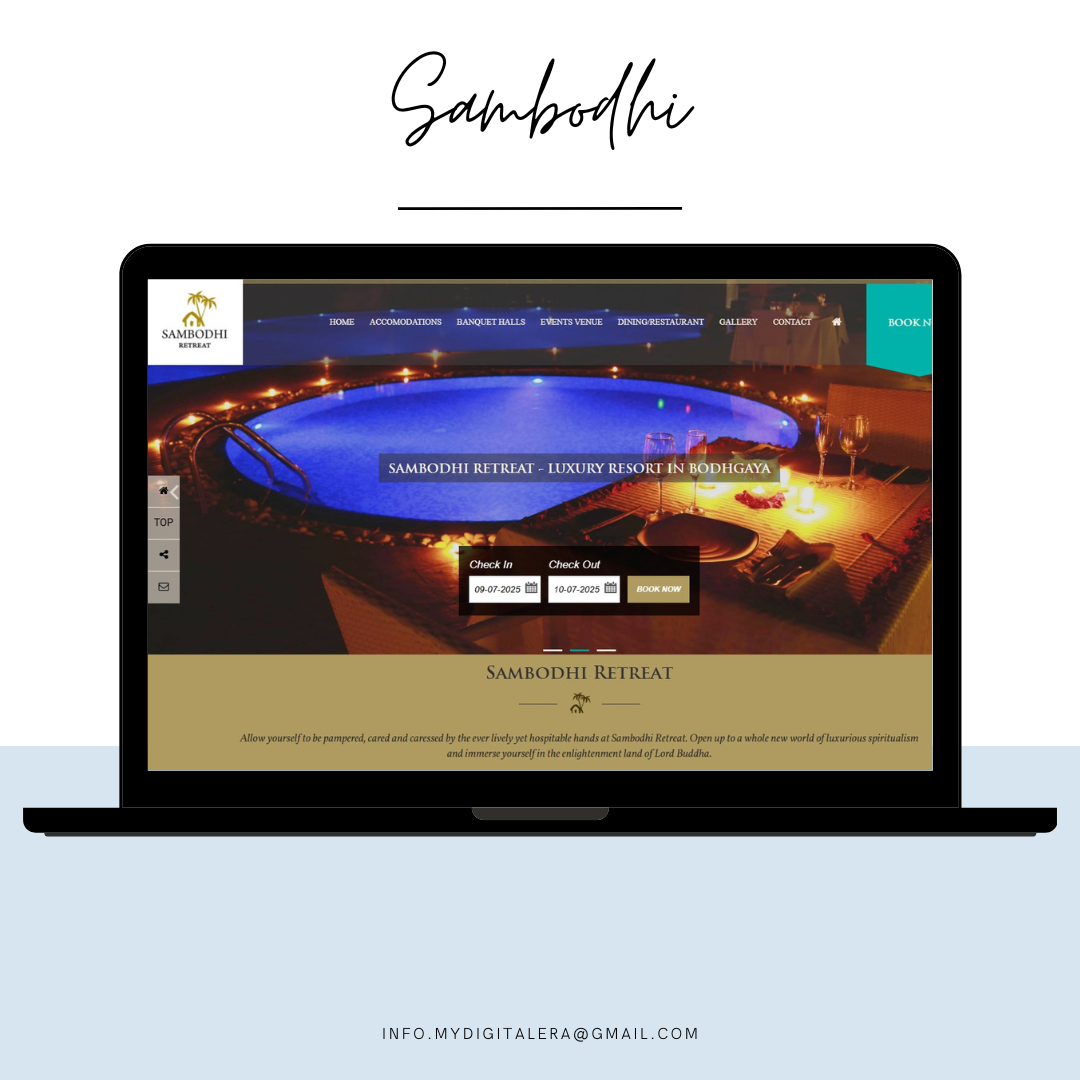 Sambodhi
SAMBODHI
RETREAT
HOME ACCOMODATIONS BANQUET HALLS EVENTS VENUE DINING/RESTAURANT GALLERY CONTACT
BOOK N
SAMBODHI RETREAT - LUXURY RESORT IN BODHGAYA
TOP
Check In Check Out
09-07-2025 10-07-2025 BOOK NOW
SAMBODHI RETREAT
Allow yourself to be pampered, cared and caressed by the ever lively yet hospitable hands at Sambodhi Retreat. Open up to a whole new world of luxurious spiritualism
and immerse yourself in the enlightenment land of Lord Buddha.
INFO.MYDIGITALERA@GMAIL.COM